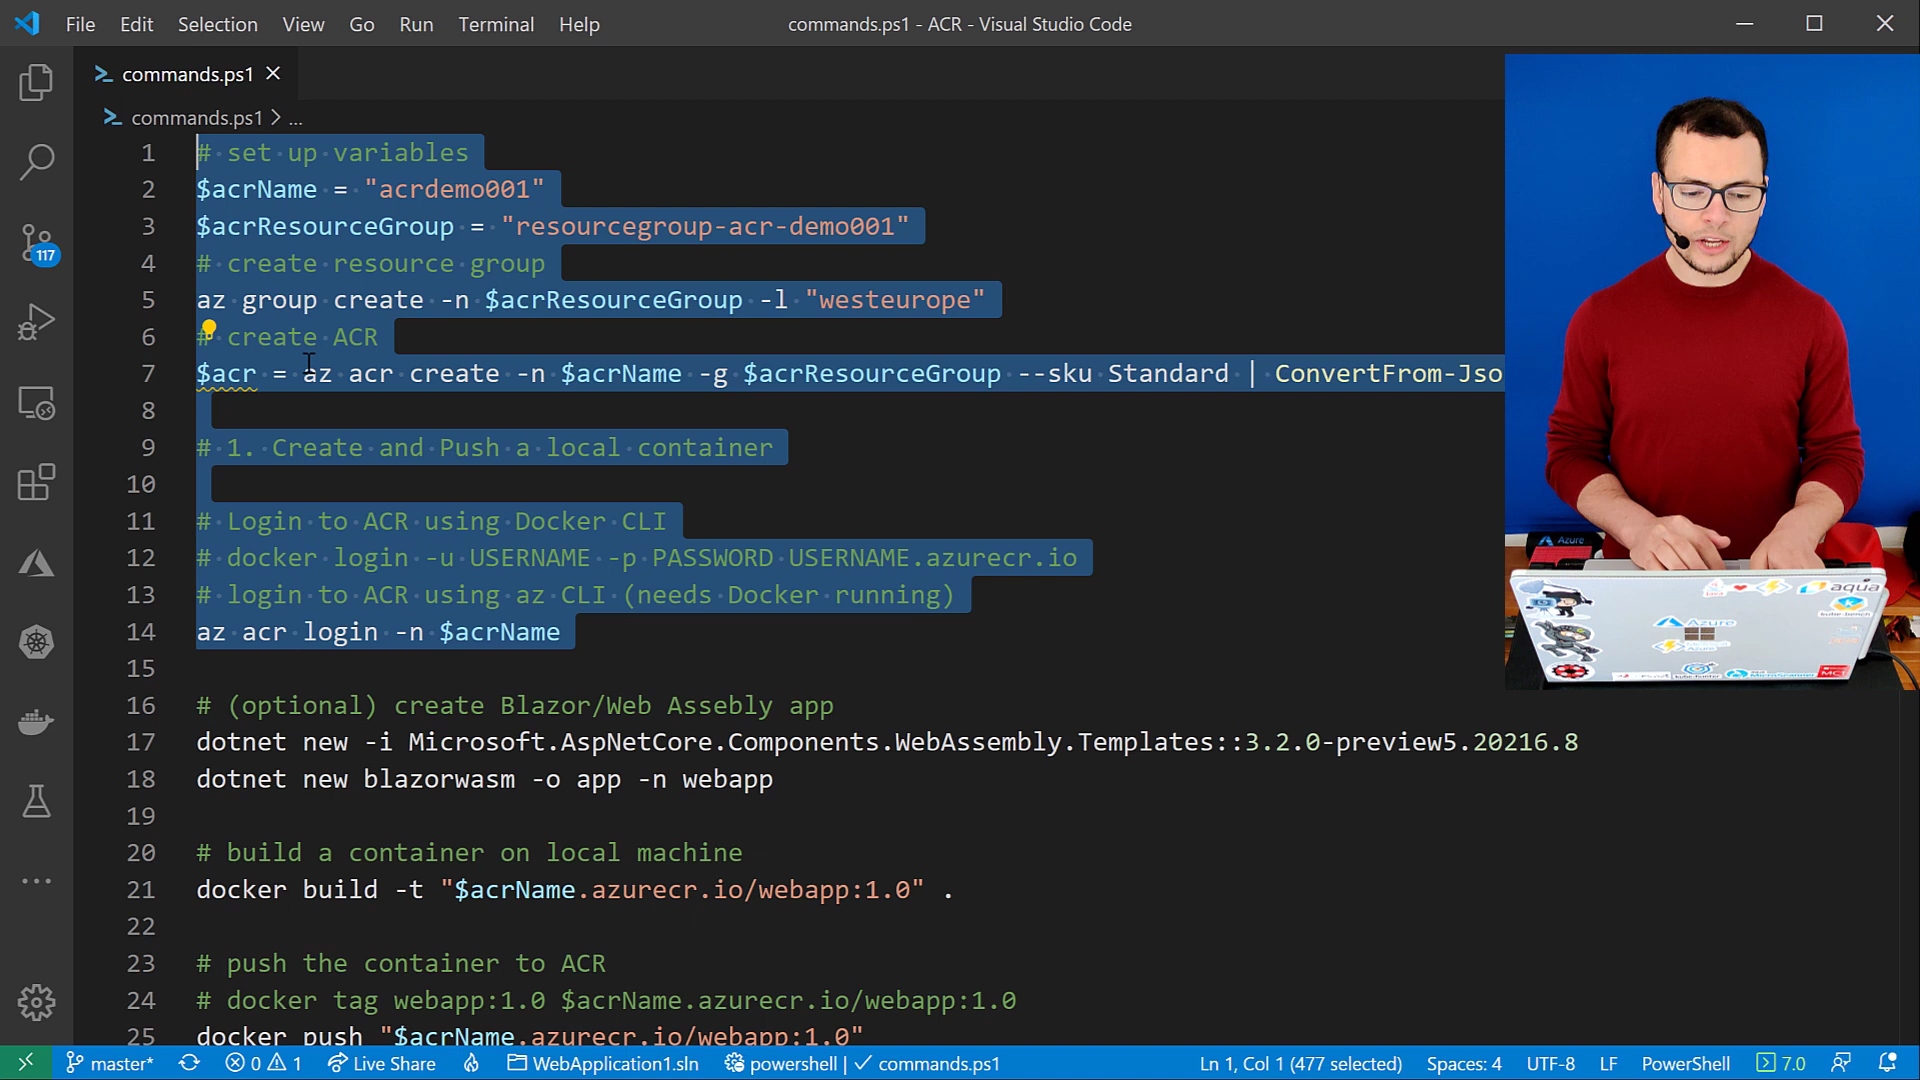 File Edit Selection View Go Run Terminal Help
commands.ps1 - ACR - Visual Studio Code
commands.ps1
commands.ps1 > ...
1 # set up variables
2 $acrName = "acrdemo001"
3 $acrResourceGroup = "resourcegroup-acr-demo001"
4 # create resource group
5 az group create -n $acrResourceGroup -l "westeurope"
6 # create ACR
7 $acr = az acr create -n $acrName -g $acrResourceGroup --sku Standard | ConvertFrom-Jso
8
9 # 1. Create and Push a local container
10
11 # Login to ACR using Docker CLI
12 # docker login -u USERNAME -p PASSWORD USERNAME.azurecr.io
13 # login to ACR using az CLI (needs Docker running)
14 az acr login -n $acrName
15
16 # (optional) create Blazor/Web Assebly app
17 dotnet new -i Microsoft.AspNetCore.Components.WebAssembly.Templates::3.2.0-preview5.20216.8
18 dotnet new blazorwasm -o app -n webapp
19
20 # build a container on local machine
21 docker build -t "$acrName.azurecr.io/webapp:1.0" .
22
23 # push the container to ACR
24 # docker tag webapp:1.0 $acrName.azurecr.io/webapp:1.0
25 docker push "$acrName.azurecr.io/webapp:1.0"
117
Azure
aqua
Azure
master* 0 1 Live Share WebApplication1.sln powershell | commands.ps1 Ln 1, Col 1 (477 selected) Spaces: 4 UTF-8 LF PowerShell 7.0